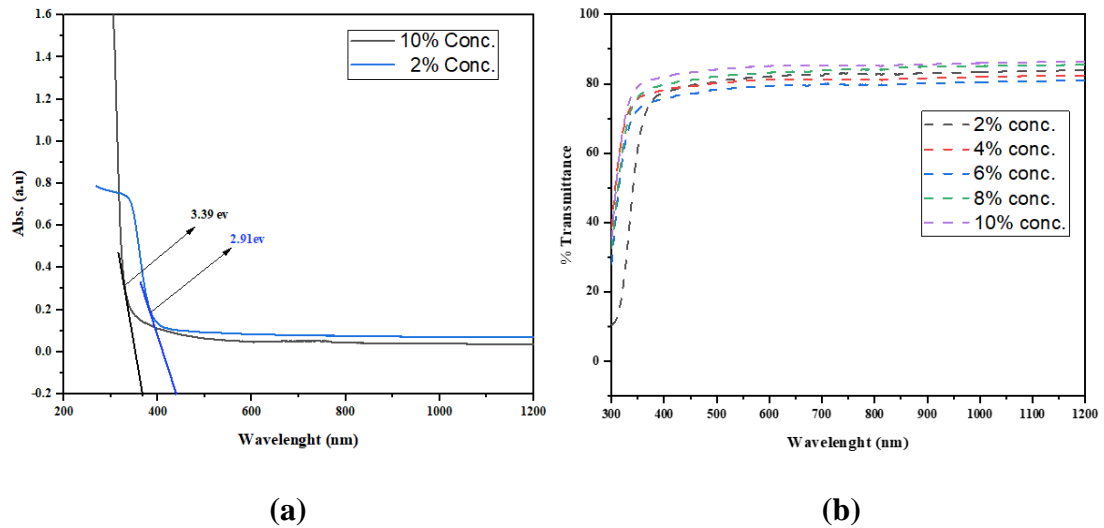 1.6
1.4
1.2
1.0
0.8
0.6
0.4
0.2
0.0
-0.2
Abs. (a.u)
10% Conc.
2% Conc.
3.39 ev
2.91ev
200 400 600 800 1000 1200
Wavelenght (nm)
(a)
100
80
60
40
20
0
% Transmittance
2% conc.
4% conc.
6% conc.
8% conc.
10% conc.
300 400 500 600 700 800 900 1000 1100 1200
Wavelenght (nm)
(b)